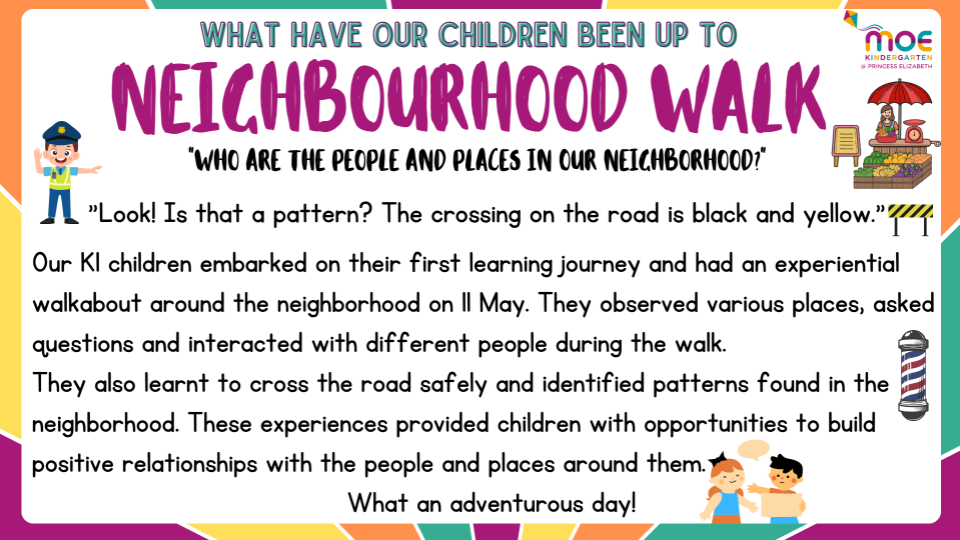 WHAT HAVE OUR CHILDREN BEEN UP TO
MOE
KINDERGARTEN
@ PRINCESS ELIZABETH
NEIGHBOURHOOD WALK
"WHO ARE THE PEOPLE AND PLACES IN OUR NEIGHBORHOOD?"
"Look! Is that a pattern? The crossing on the road is black and yellow."
Our K1 children embarked on their first learning journey and had an experiential
walkabout around the neighborhood on 11 May. They observed various places, asked
questions and interacted with different people during the walk.
They also learnt to cross the road safely and identified patterns found in the
neighborhood. These experiences provided children with opportunities to build
positive relationships with the people and places around them.
What an adventurous day!